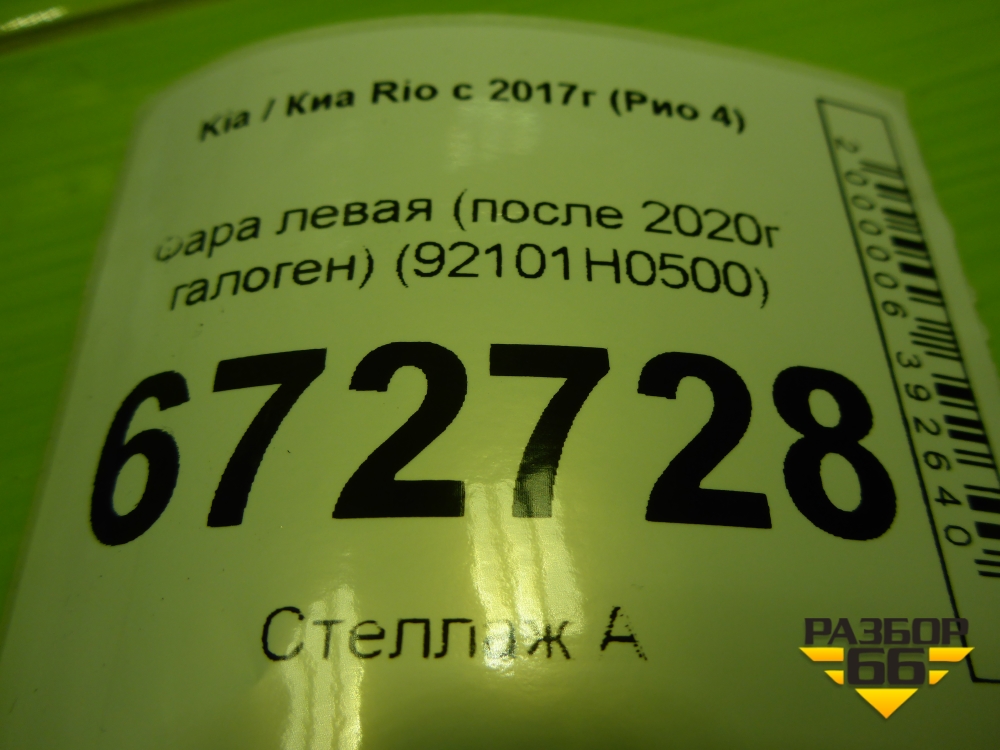 Kia / Киа Rio с 2017г (Рио 4)
Фара левая (после 2020г
галоген) (92101H0500)
672728
Стеллаж А
2000006392640
РАЗБОР
66